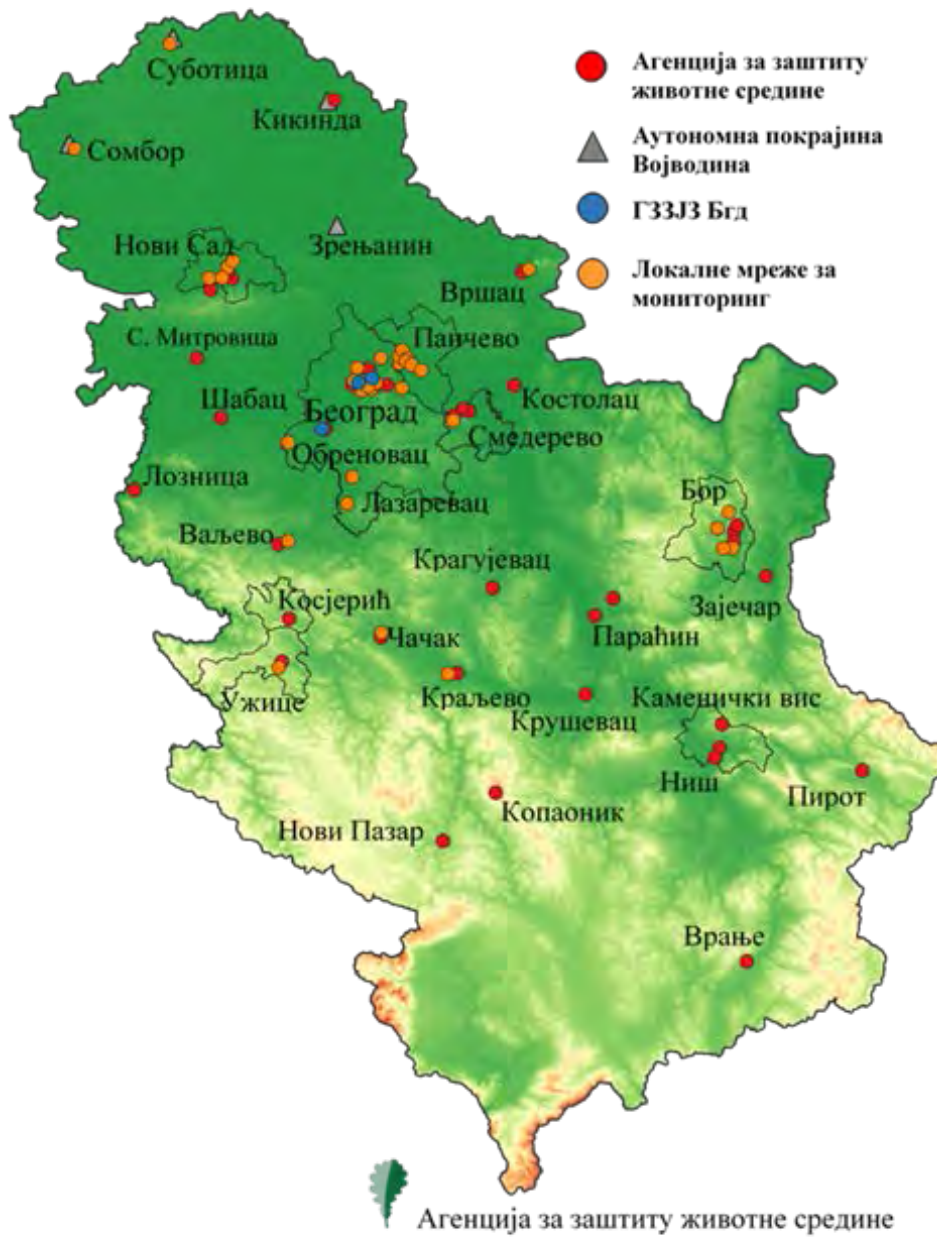 Суботица
Кикинда
Сомбор
Агенција за заштиту
животне средине
Аутономна покрајина
Војводина
ГЗЗЈЗ Бгд
Локалне мреже за
мониторинг
Нови Сад
Зрењанин
Вршац
С. Митровица
Панчево
Шабац
Београд
Костолац
Смедерево
Обреновац
Лозница
Лазаревац
Бор
Ваљево
Крагујевац
Зајечар
Косјерић
Параћин
Чачак
Ужице
Краљево
Крушевац
Каменички вис
Ниш
Пирот
Копаоник
Нови Пазар
Врање
Агенција за заштиту животне средине